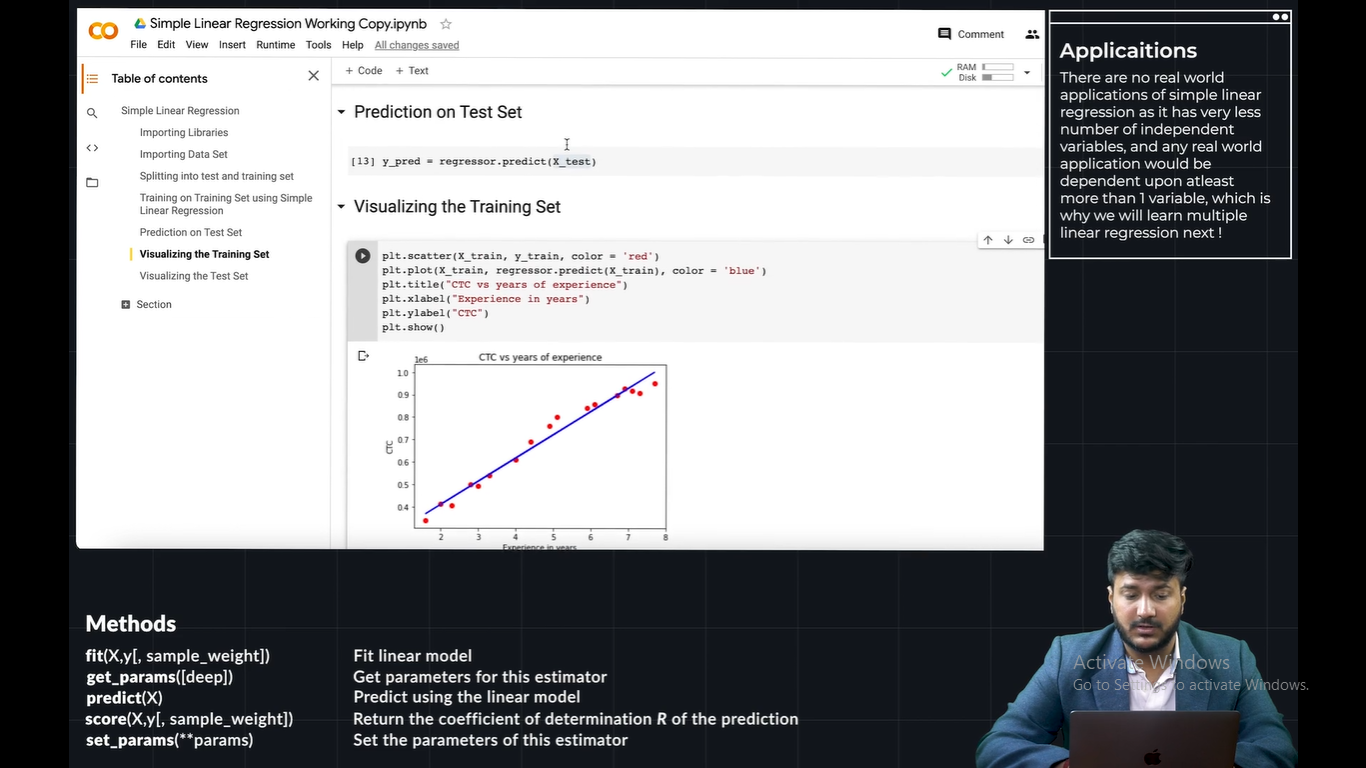 Simple Linear Regression Working Copy.ipynb
File Edit View Insert Runtime Tools Help All changes saved
Comment
Table of contents
+ Code + Text
RAM
Disk
Simple Linear Regression
Importing Libraries
Importing Data Set
Splitting into test and training set
Training on Training Set using Simple
Linear Regression
Prediction on Test Set
Visualizing the Training Set
Visualizing the Test Set
Section
Prediction on Test Set
[13] y_pred = regressor.predict(X_test)
Visualizing the Training Set
plt.scatter(X_train, y_train, color = 'red')
plt.plot(X_train, regressor.predict(X_train), color = 'blue')
plt.title("CTC vs years of experience")
plt.xlabel("Experience in years")
plt.ylabel("CTC")
plt.show()
1e6
CTC vs years of experience
1.0
0.9
0.8
0.7
0.6
0.5
0.4
CTC
2 3 4 5 6 7 8
Experience in years
Applicaitions
There are no real world
applications of simple linear
regression as it has very less
number of independent
variables, and any real world
application would be
dependent upon atleast
more than 1 variable, which is
why we will learn multiple
linear regression next !
Methods
fit(X,y[, sample_weight]) Fit linear model
get_params([deep]) Get parameters for this estimator
predict(X) Predict using the linear model
score(X,y[, sample_weight]) Return the coefficient of determination R of the prediction
set_params(**params) Set the parameters of this estimator
Activate Windows
Go to Settings to activate Windows.